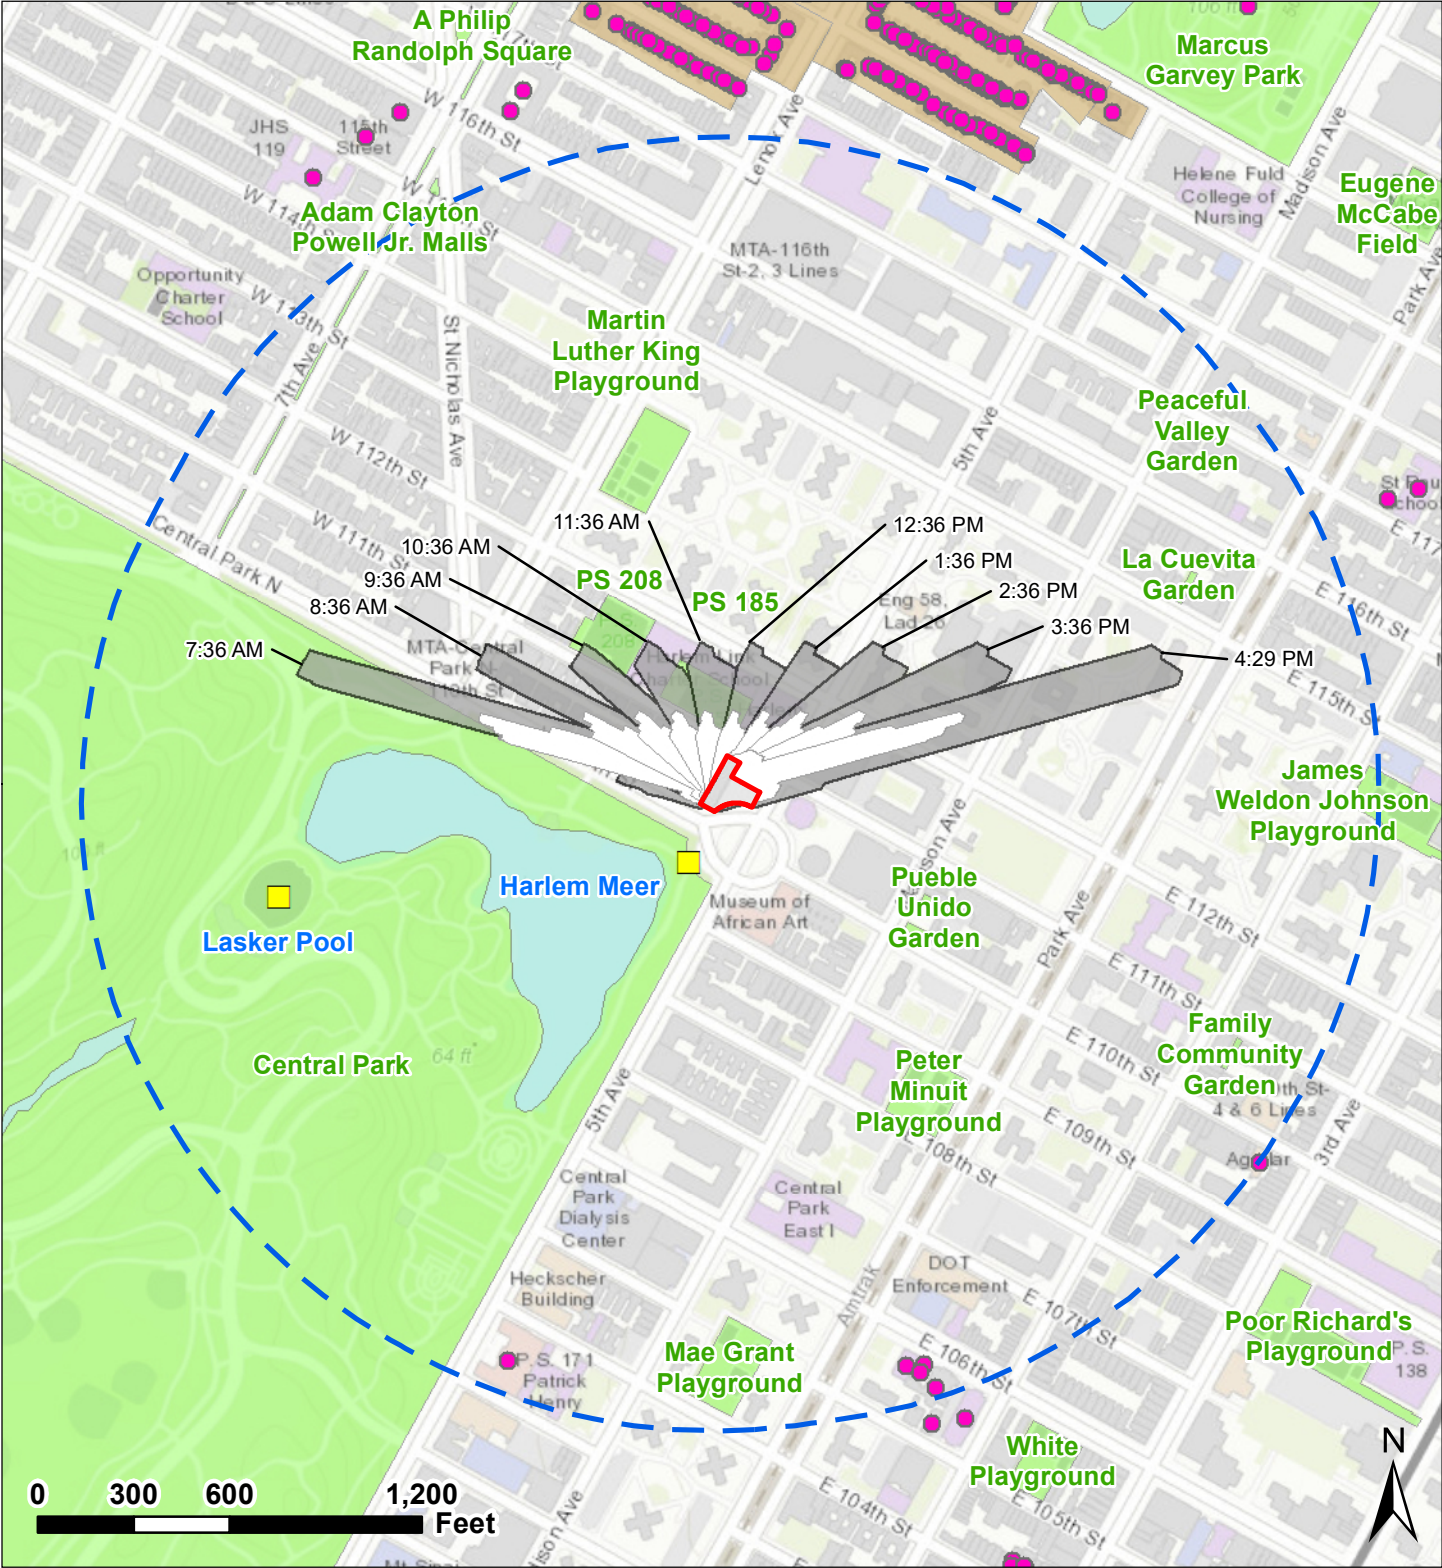 A Philip
Randolph Square
Marcus
Garvey Park
W 116th St
Lenox Ave
JHS
119
115th
Street
Madison Ave
Helene Fuld
College of
Nursing
Eugene
McCabe
Field
W 114th St
Adam Clayton
Powell Jr. Malls
MTA-116th
St-2, 3 Lines
Park Ave
Opportunity
Charter
School
W 113th St
Martin
Luther King
Playground
St Nicholas Ave
7th Ave
Peaceful
Valley
Garden
5th Ave
W 112th St
E 117
W 111th St
Central Park N
11:36 AM
12:36 PM
10:36 AM
1:36 PM
La Cuevita
Garden
9:36 AM
PS 208
2:36 PM
8:36 AM
PS 185
Eng 58,
Lad 26
E 116th St
3:36 PM
7:36 AM
MTA-Central
Park N-
110th St
Harlem Link
Charter School
4:29 PM
E 115th St
James
Weldon Johnson
Playground
Madison Ave
Harlem Meer
Pueble
Unido
Garden
Museum of
African Art
Lasker Pool
E 112th St
Park Ave
E 111th St
Central Park
64 ft
Peter
Minuit
Playground
E 110th St
Family
Community
Garden
4 & 6 Lines
5th Ave
E 109th St
E 108th St
3rd Ave
Central
Park
Dialysis
Center
Central
Park
East I
Heckscher
Building
DOT
Enforcement
Amtrak
E 107th St
E 106th St
Poor Richard's
Playground
P.S.
138
P.S. 171
Patrick
Henry
Mae Grant
Playground
White
Playground
N
0 300 600 1,200
Feet
E 104th St
E 105th St